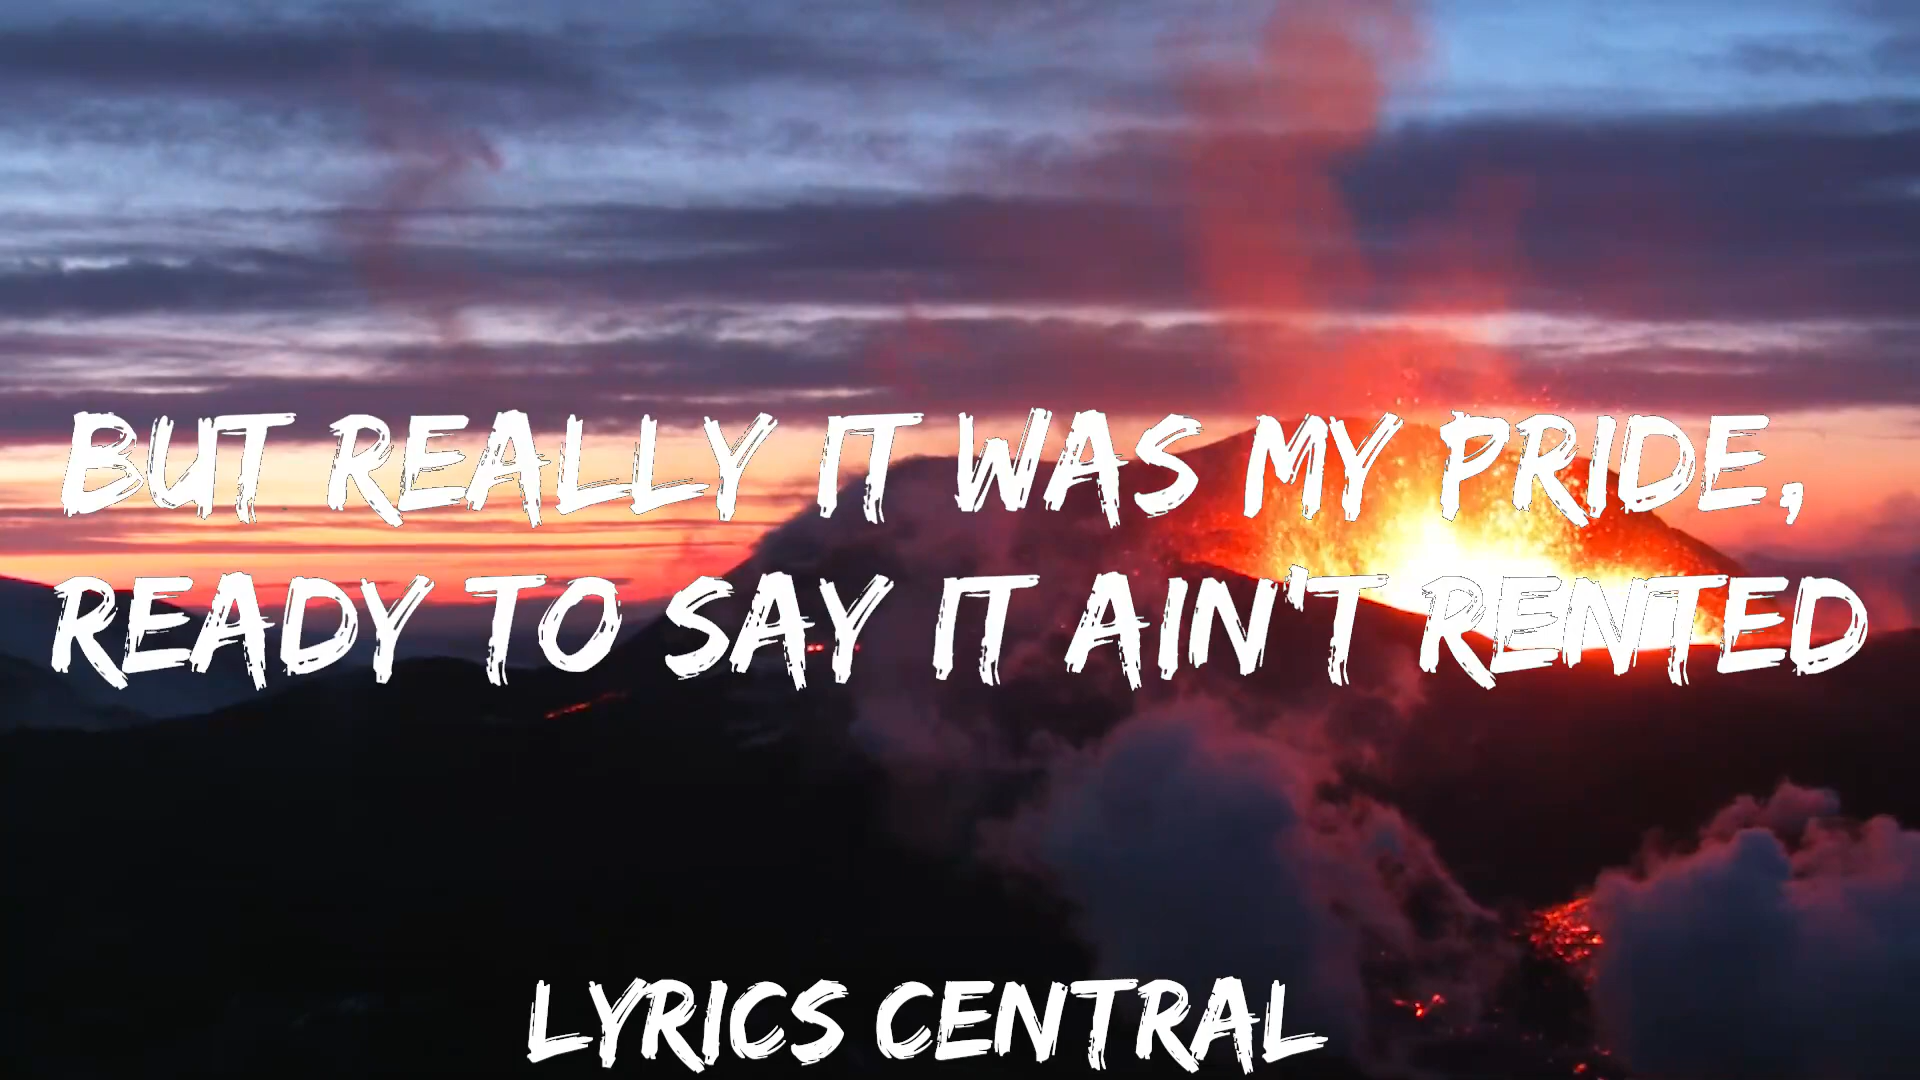 BUT REALLY IT WAS MY PRIDE,
READY TO SAY IT AIN'T RENTED
LYRICS CENTRAL